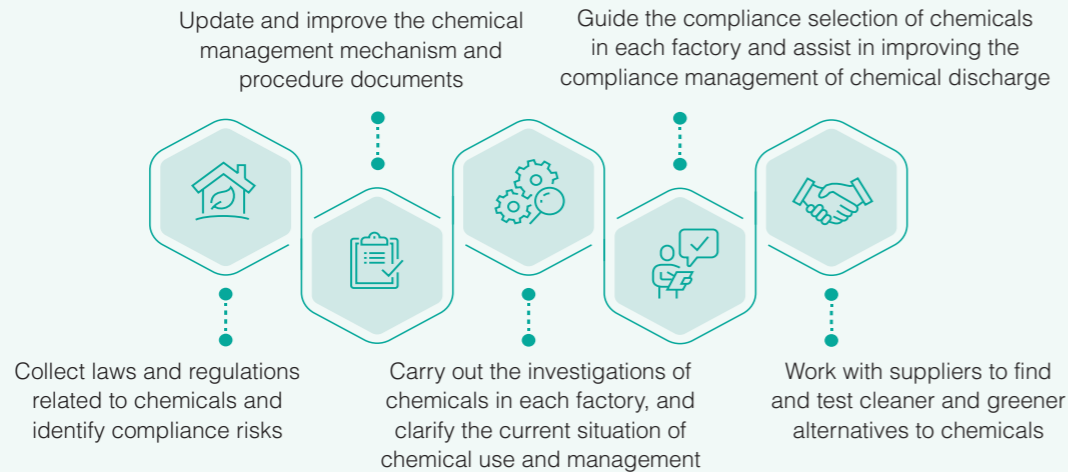 Update and improve the chemical
management mechanism and
procedure documents
Guide the compliance selection of chemicals
in each factory and assist in improving the
compliance management of chemical discharge
Collect laws and regulations
related to chemicals and
identify compliance risks
Carry out the investigations of
chemicals in each factory, and
clarify the current situation of
chemical use and management
Work with suppliers to find
and test cleaner and greener
alternatives to chemicals